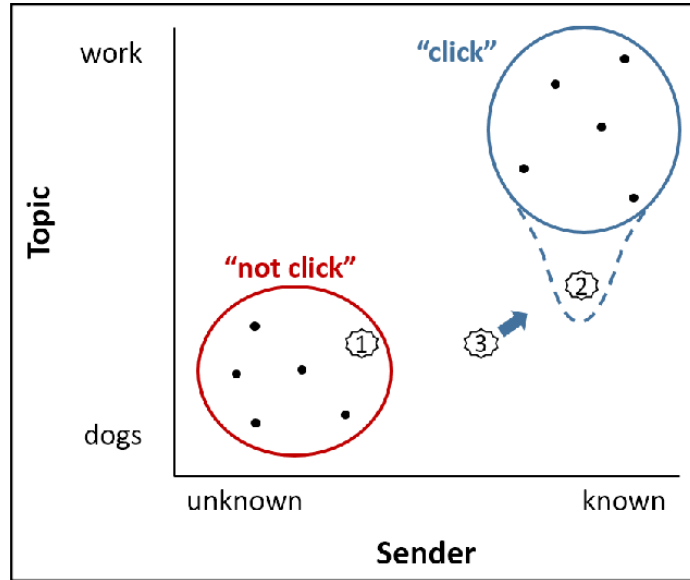 work
“click”
Topic
“not click”
2
1
3
dogs
unknown
known
Sender